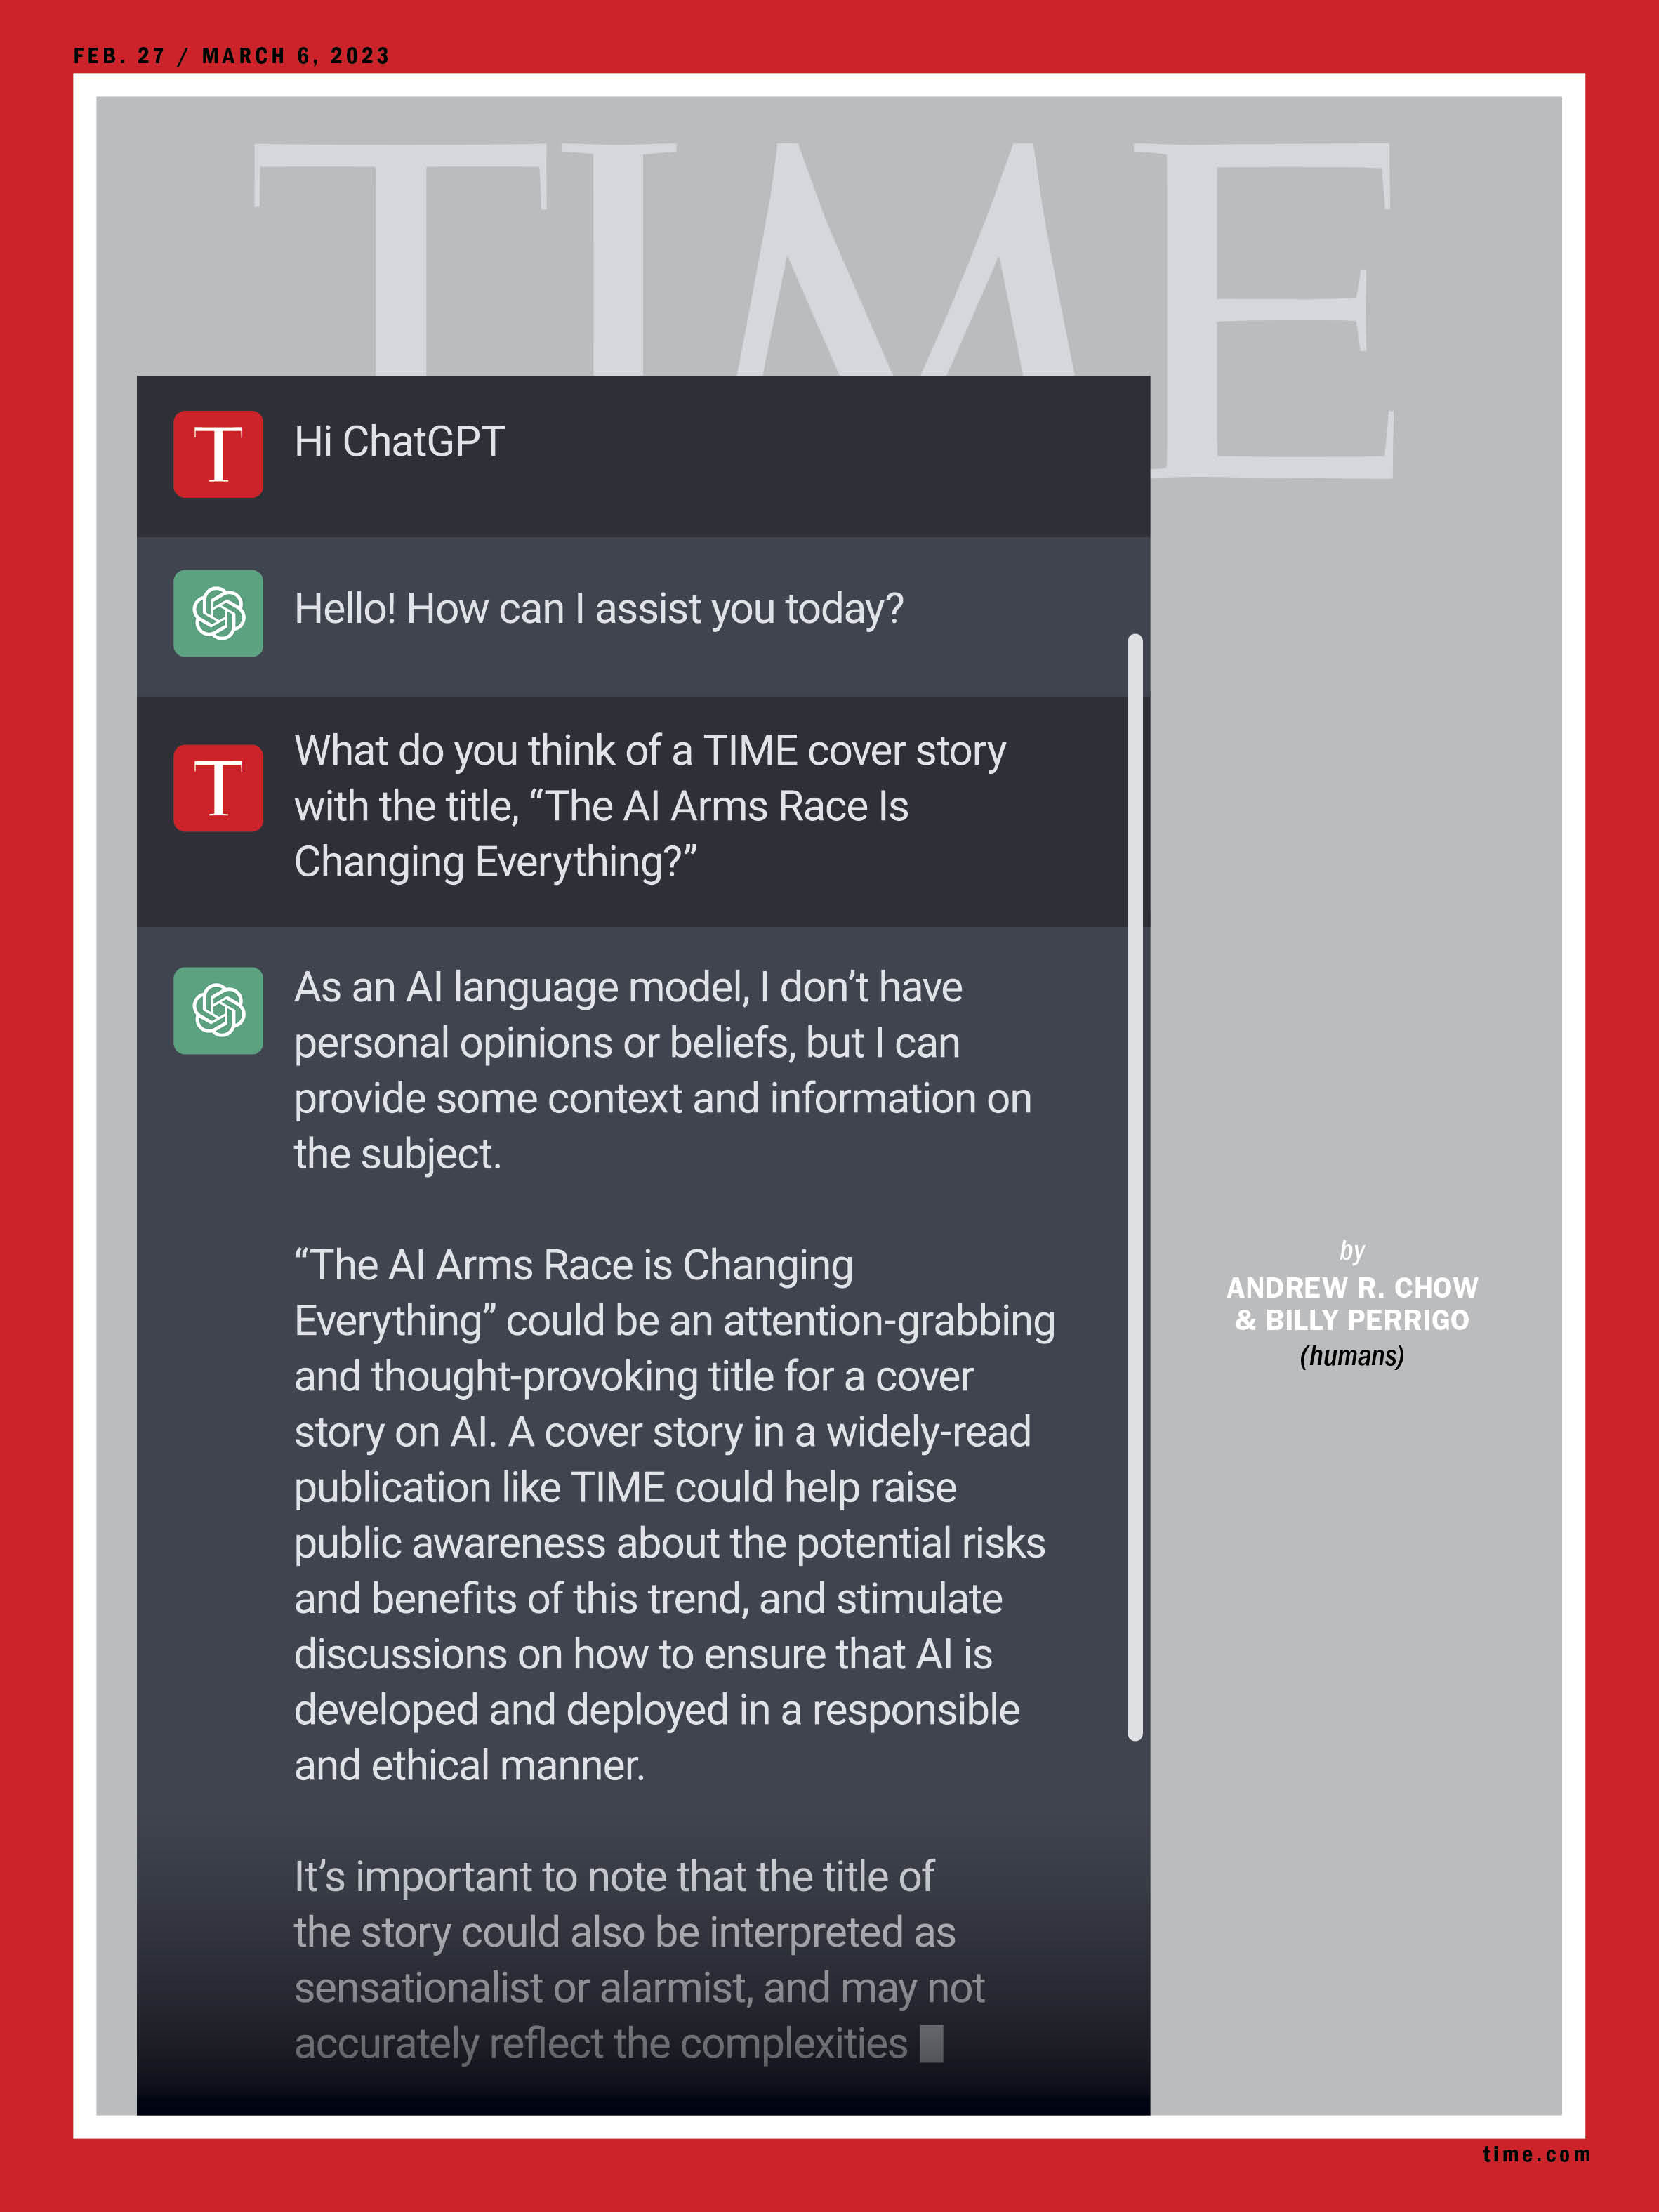 FEB. 27 / MARCH 6, 2023
TIME
T
Hi ChatGPT
Hello! How can I assist you today?
T
What do you think of a TIME cover story
with the title, “The AI Arms Race Is
Changing Everything?”
As an AI language model, I don’t have
personal opinions or beliefs, but I can
provide some context and information on
the subject.
“The AI Arms Race is Changing
Everything” could be an attention-grabbing
and thought-provoking title for a cover
story on AI. A cover story in a widely-read
publication like TIME could help raise
public awareness about the potential risks
and benefits of this trend, and stimulate
discussions on how to ensure that AI is
developed and deployed in a responsible
and ethical manner.
It’s important to note that the title of
the story could also be interpreted as
sensationalist or alarmist, and may not
accurately reflect the complexities
by
ANDREW R. CHOW
& BILLY PERRIGO
(humans)
time.com